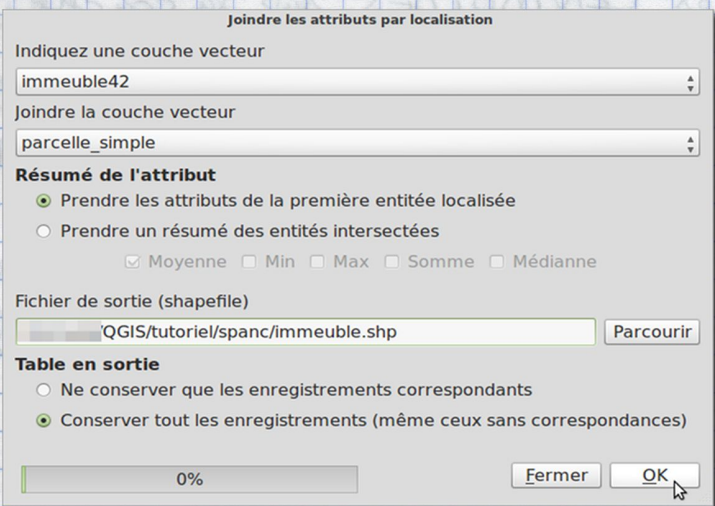 Joindre les attributs par localisation
Indiquez une couche vecteur
immeuble42
Joindre la couche vecteur
parcelle_simple
Résumé de l'attribut
Prendre les attributs de la première entitée localisée
Prendre un résumé des entités intersectées
Moyenne Min Max Somme Médianne
Fichier de sortie (shapefile)
/QGIS/tutoriel/spanc/immeuble.shp Parcourir
Table en sortie
Ne conserver que les enregistrements correspondants
Conserver tout les enregistrements (même ceux sans correspondances)
0% Fermer OK